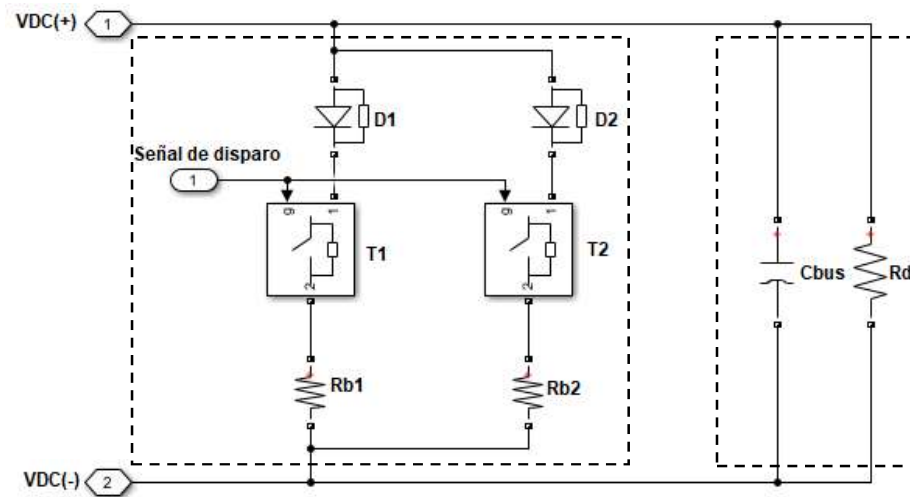 VDC(+)
1
D1
D2
Señal de disparo
1
g
1
g
1
T1
T2
2
2
Cbus
Rd
Rb1
Rb2
VDC(-)
2